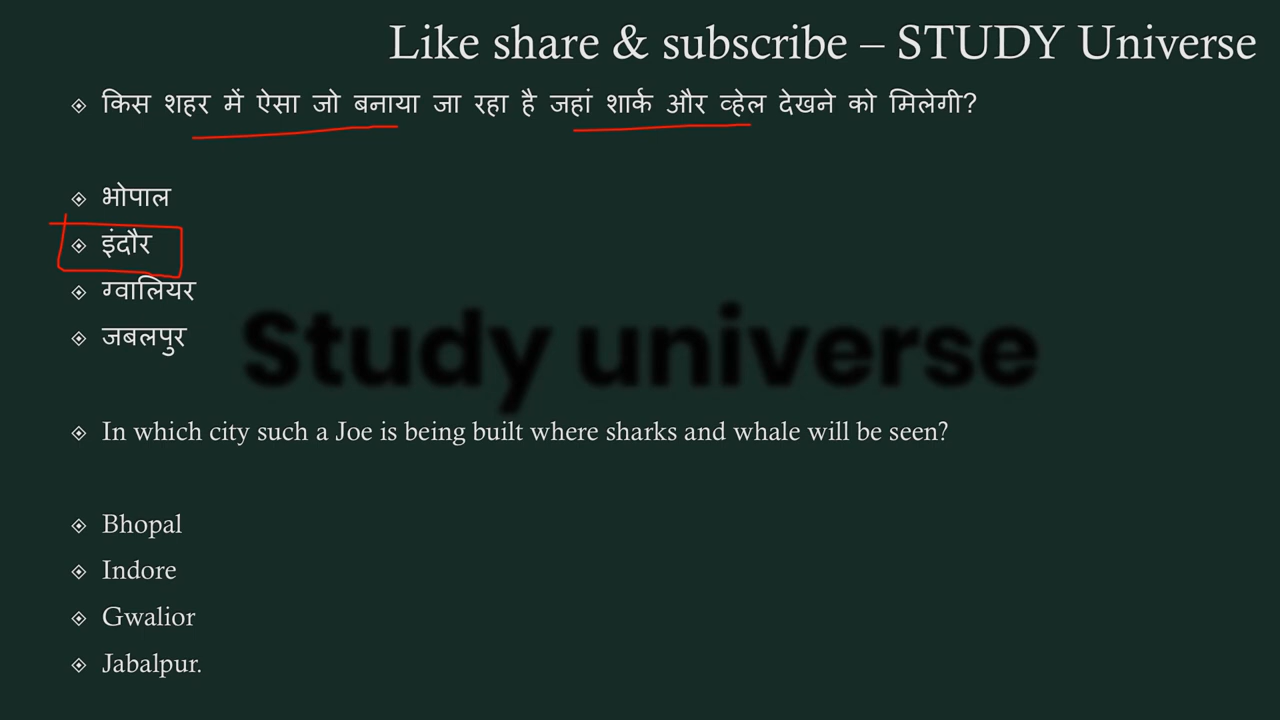 Like share & subscribe – STUDY Universe
किस शहर में ऐसा जो बनाया जा रहा है जहां शार्क और व्हेल देखने को मिलेगी?
भोपाल
इंदौर
ग्वालियर
जबलपुर
Study universe
In which city such a Joe is being built where sharks and whale will be seen?
Bhopal
Indore
Gwalior
Jabalpur.